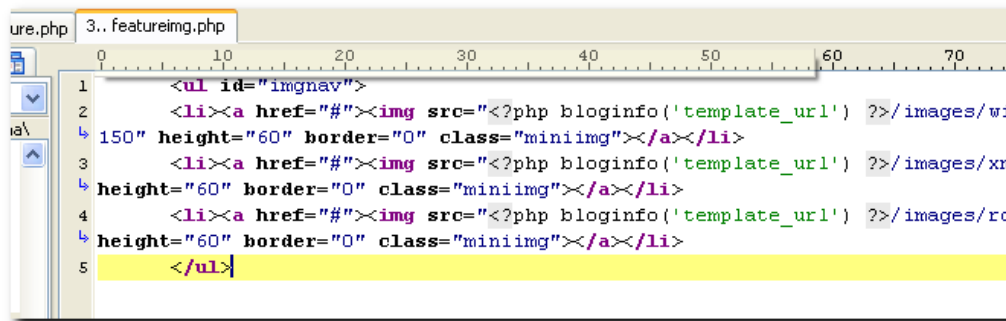 ure.php 3.. featureimg.php
0 10 20 30 40 50 60 70
1 <ul id="imgnav">
2 <li><a href="#"><img src="<?php bloginfo('template_url') ?>/images/wi
150" height="60" border="0" class="miniimg"></a></li>
3 <li><a href="#"><img src="<?php bloginfo('template_url') ?>/images/xm
height="60" border="0" class="miniimg"></a></li>
4 <li><a href="#"><img src="<?php bloginfo('template_url') ?>/images/ro
height="60" border="0" class="miniimg"></a></li>
5 </ul>